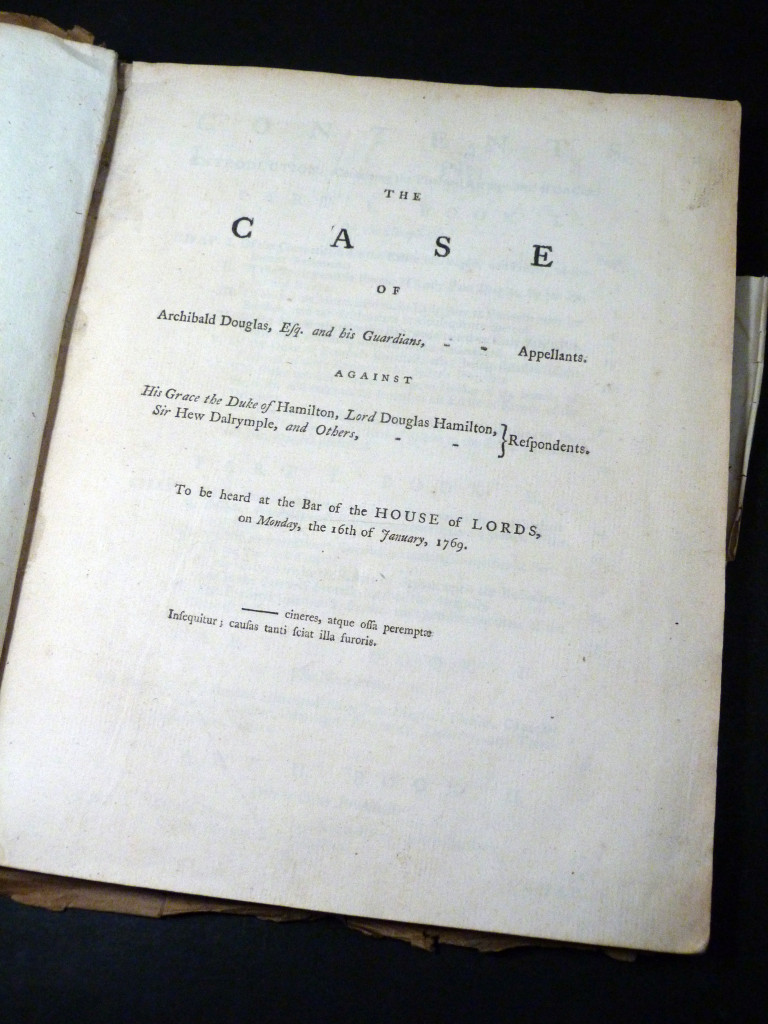 THE
CASE
OF
Archibald Douglas, Eſq. and his Guardians, - - Appellants.
AGAINST
His Grace the Duke of Hamilton, Lord Douglas Hamilton,
Sir Hew Dalrymple, and Others, - - } Reſpondents.
To be heard at the Bar of the HOUSE of LORDS,
on Monday, the 16th of January, 1769.
—— cineres, atque oſſa peremptæ
Inſequitur; cauſas tanti ſciat illa furoris.